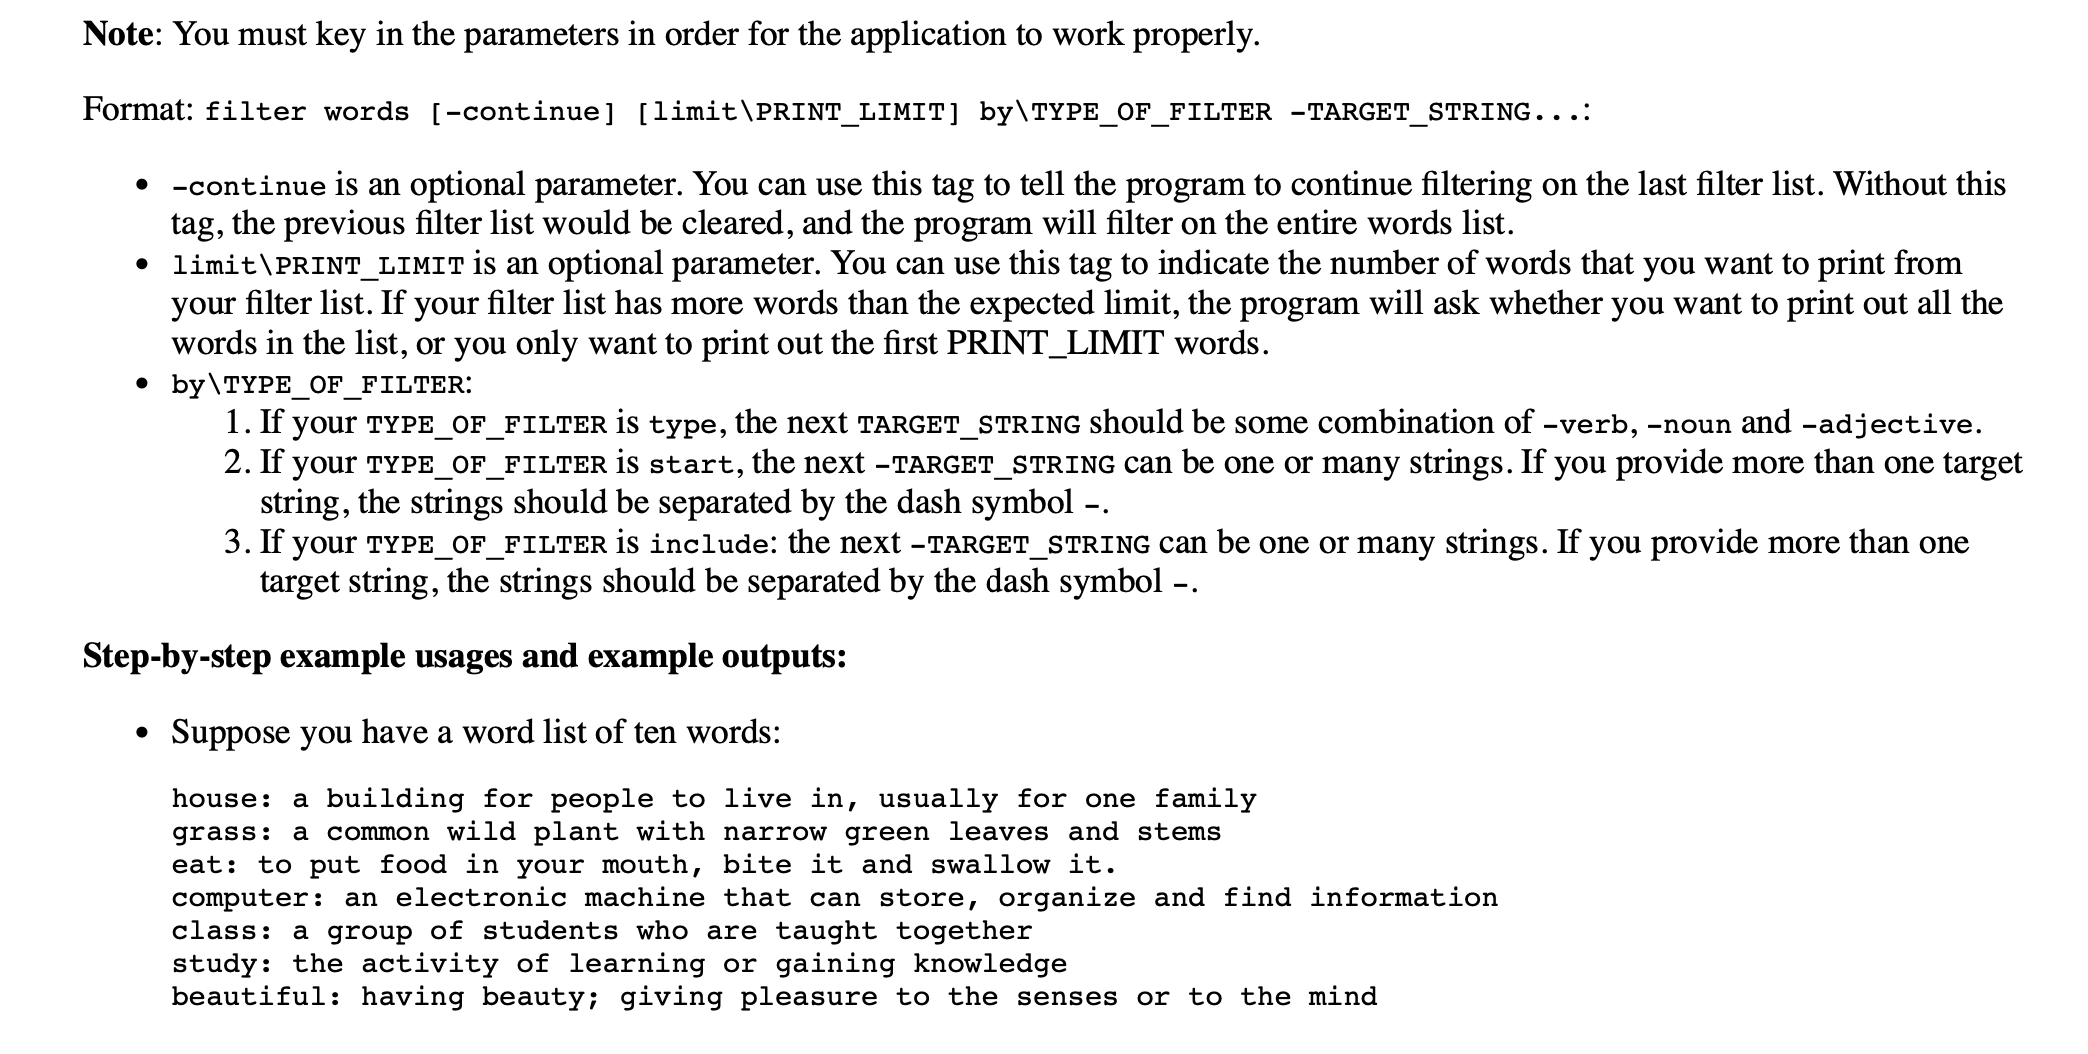 Note: You must key in the parameters in order for the application to work properly.
Format: filter words [-continue] [limit\PRINT_LIMIT] by\TYPE_OF_FILTER -TARGET_STRING...:
• -continue is an optional parameter. You can use this tag to tell the program to continue filtering on the last filter list. Without this
tag, the previous filter list would be cleared, and the program will filter on the entire words list.
• limit\PRINT_LIMIT is an optional parameter. You can use this tag to indicate the number of words that you want to print from
your filter list. If your filter list has more words than the expected limit, the program will ask whether you want to print out all the
words in the list, or you only want to print out the first PRINT_LIMIT words.
• by\TYPE_OF_FILTER:
1. If your TYPE_OF_FILTER is type, the next TARGET_STRING should be some combination of -verb, -noun and -adjective.
2. If your TYPE_OF_FILTER is start, the next -TARGET_STRING can be one or many strings. If you provide more than one target
string, the strings should be separated by the dash symbol -.
3. If your TYPE_OF_FILTER is include: the next -TARGET_STRING can be one or many strings. If you provide more than one
target string, the strings should be separated by the dash symbol -.
Step-by-step example usages and example outputs:
• Suppose you have a word list of ten words:
house: a building for people to live in, usually for one family
grass: a common wild plant with narrow green leaves and stems
eat: to put food in your mouth, bite it and swallow it.
computer: an electronic machine that can store, organize and find information
class: a group of students who are taught together
study: the activity of learning or gaining knowledge
beautiful: having beauty; giving pleasure to the senses or to the mind